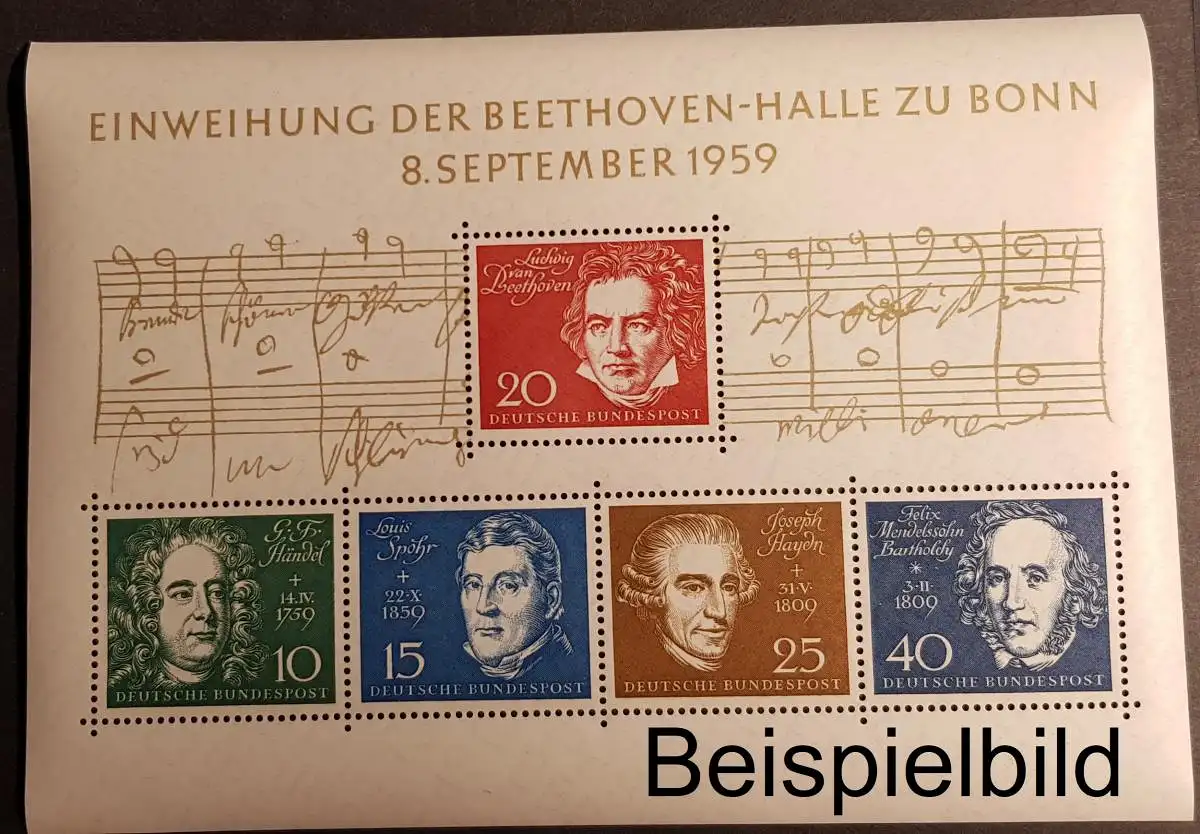 EINWEIHUNG DER BEETHOVEN-HALLE ZU BONN
8. SEPTEMBER 1959
Ludwig
van
Beethoven
20
DEUTSCHE BUNDESPOST
G. F.
Händel
+
14.IV.
1759
10
DEUTSCHE BUNDESPOST
Louis
Spohr
+
22·X·
1859
15
DEUTSCHE BUNDESPOST
Joseph
Haydn
+
31·V·
1809
25
DEUTSCHE BUNDESPOST
Felix
Mendelssohn
Bartholdy
*
3·II·
1809
40
DEUTSCHE BUNDESPOST
Beispielbild